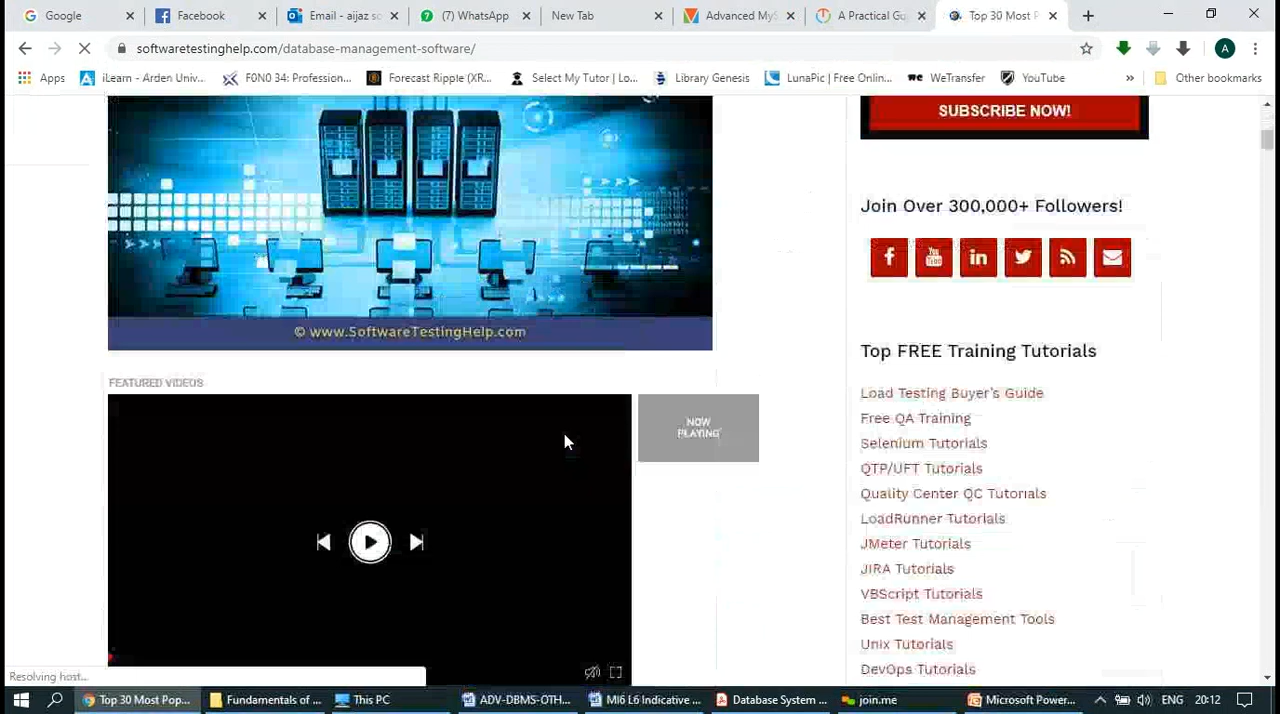 Google
Facebook
Email - aijaz so
(7) WhatsApp
New Tab
Advanced My
A Practical Gu
Top 30 Most P
softwaretestinghelp.com/database-management-software/
A
Apps
iLearn - Arden Univ...
F0N0 34: Profession...
Forecast Ripple (XR...
Select My Tutor | Lo...
Library Genesis
LunaPic | Free Onlin...
WeTransfer
YouTube
»
Other bookmarks
SUBSCRIBE NOW!
© www.SoftwareTestingHelp.com
Join Over 300,000+ Followers!
FEATURED VIDEOS
NOW
PLAYING
Top FREE Training Tutorials
Load Testing Buyer's Guide
Free QA Training
Selenium Tutorials
QTP/UFT Tutorials
Quality Center QC Tutorials
LoadRunner Tutorials
JMeter Tutorials
JIRA Tutorials
VBScript Tutorials
Best Test Management Tools
Unix Tutorials
DevOps Tutorials
Resolving host...
Top 30 Most Pop...
Fundamentals of ...
This PC
ADV-DBMS-OTH...
MI6 L6 Indicative ...
Database System ...
join.me
Microsoft Power...
ENG
20:12